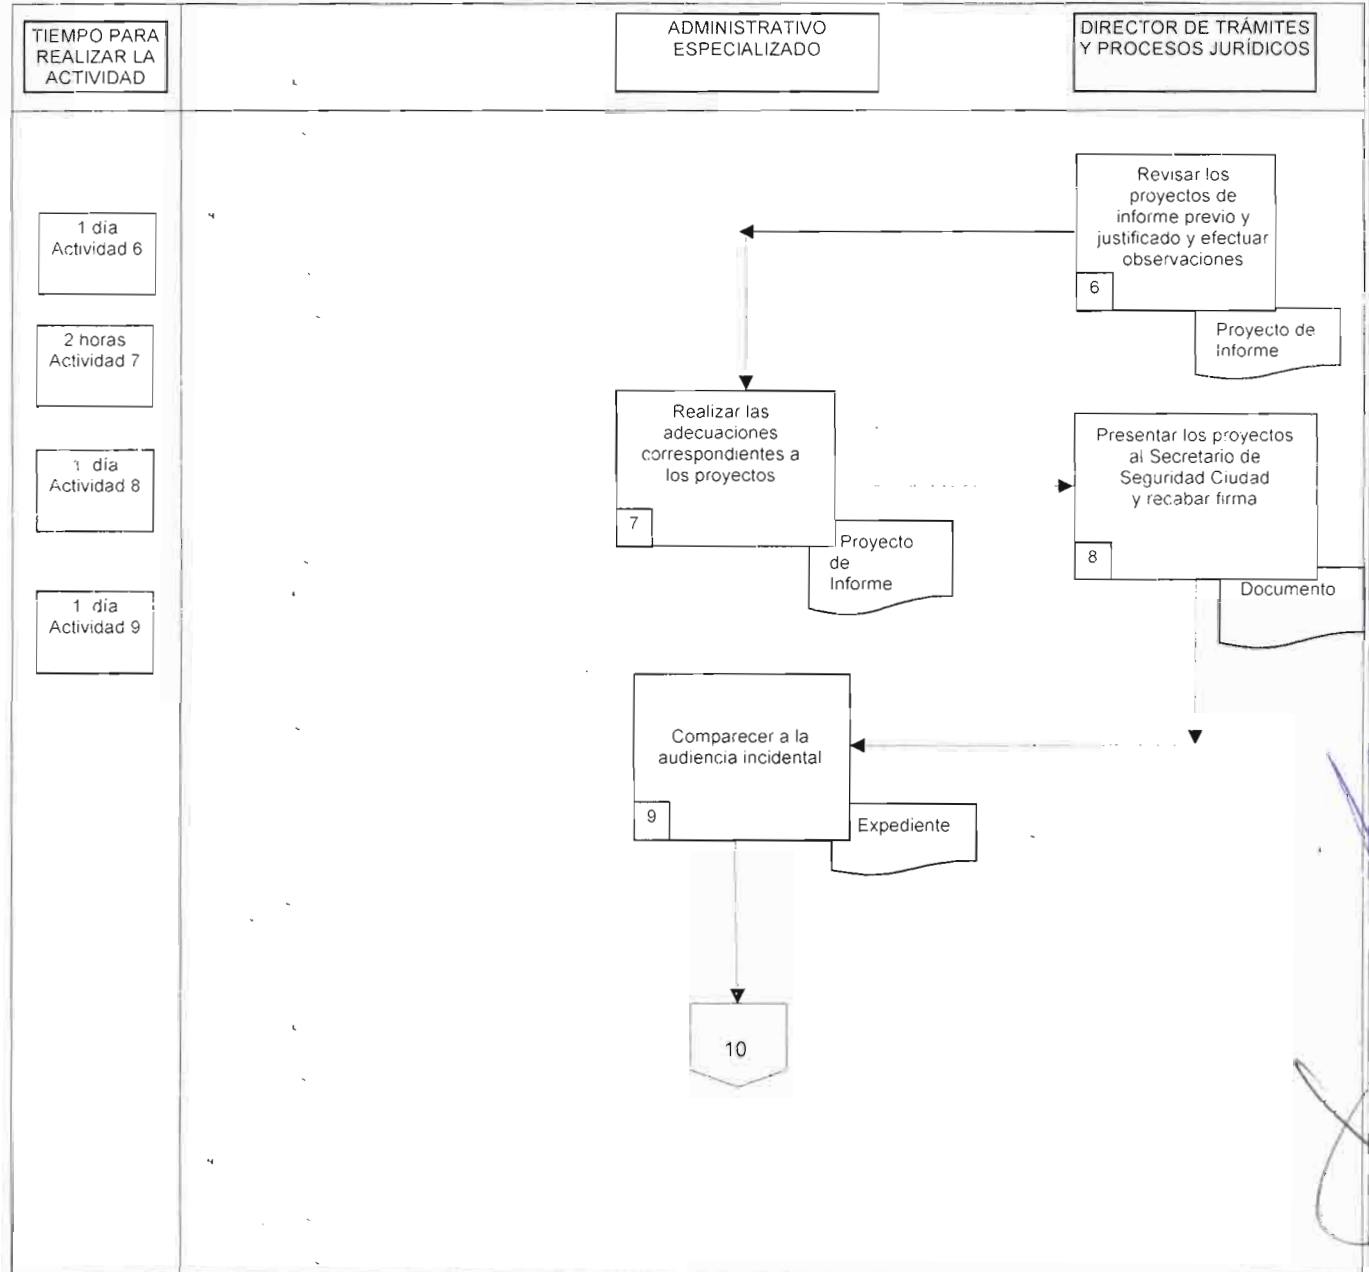 TIEMPO PARA
REALIZAR LA
ACTIVIDAD
ADMINISTRATIVO
ESPECIALIZADO
DIRECTOR DE TRÁMITES
Y PROCESOS JURÍDICOS
1 día
Actividad 6
2 horas
Actividad 7
1 día
Actividad 8
1 día
Actividad 9
Revisar los
proyectos de
informe previo y
justificado y efectuar
observaciones
6
Proyecto de
Informe
Realizar las
adecuaciones
correspondientes a
los proyectos
7
Proyecto
de
Informe
Presentar los proyectos
al Secretario de
Seguridad Ciudad
y recabar firma
8
Documento
Comparecer a la
audiencia incidental
9
Expediente
10